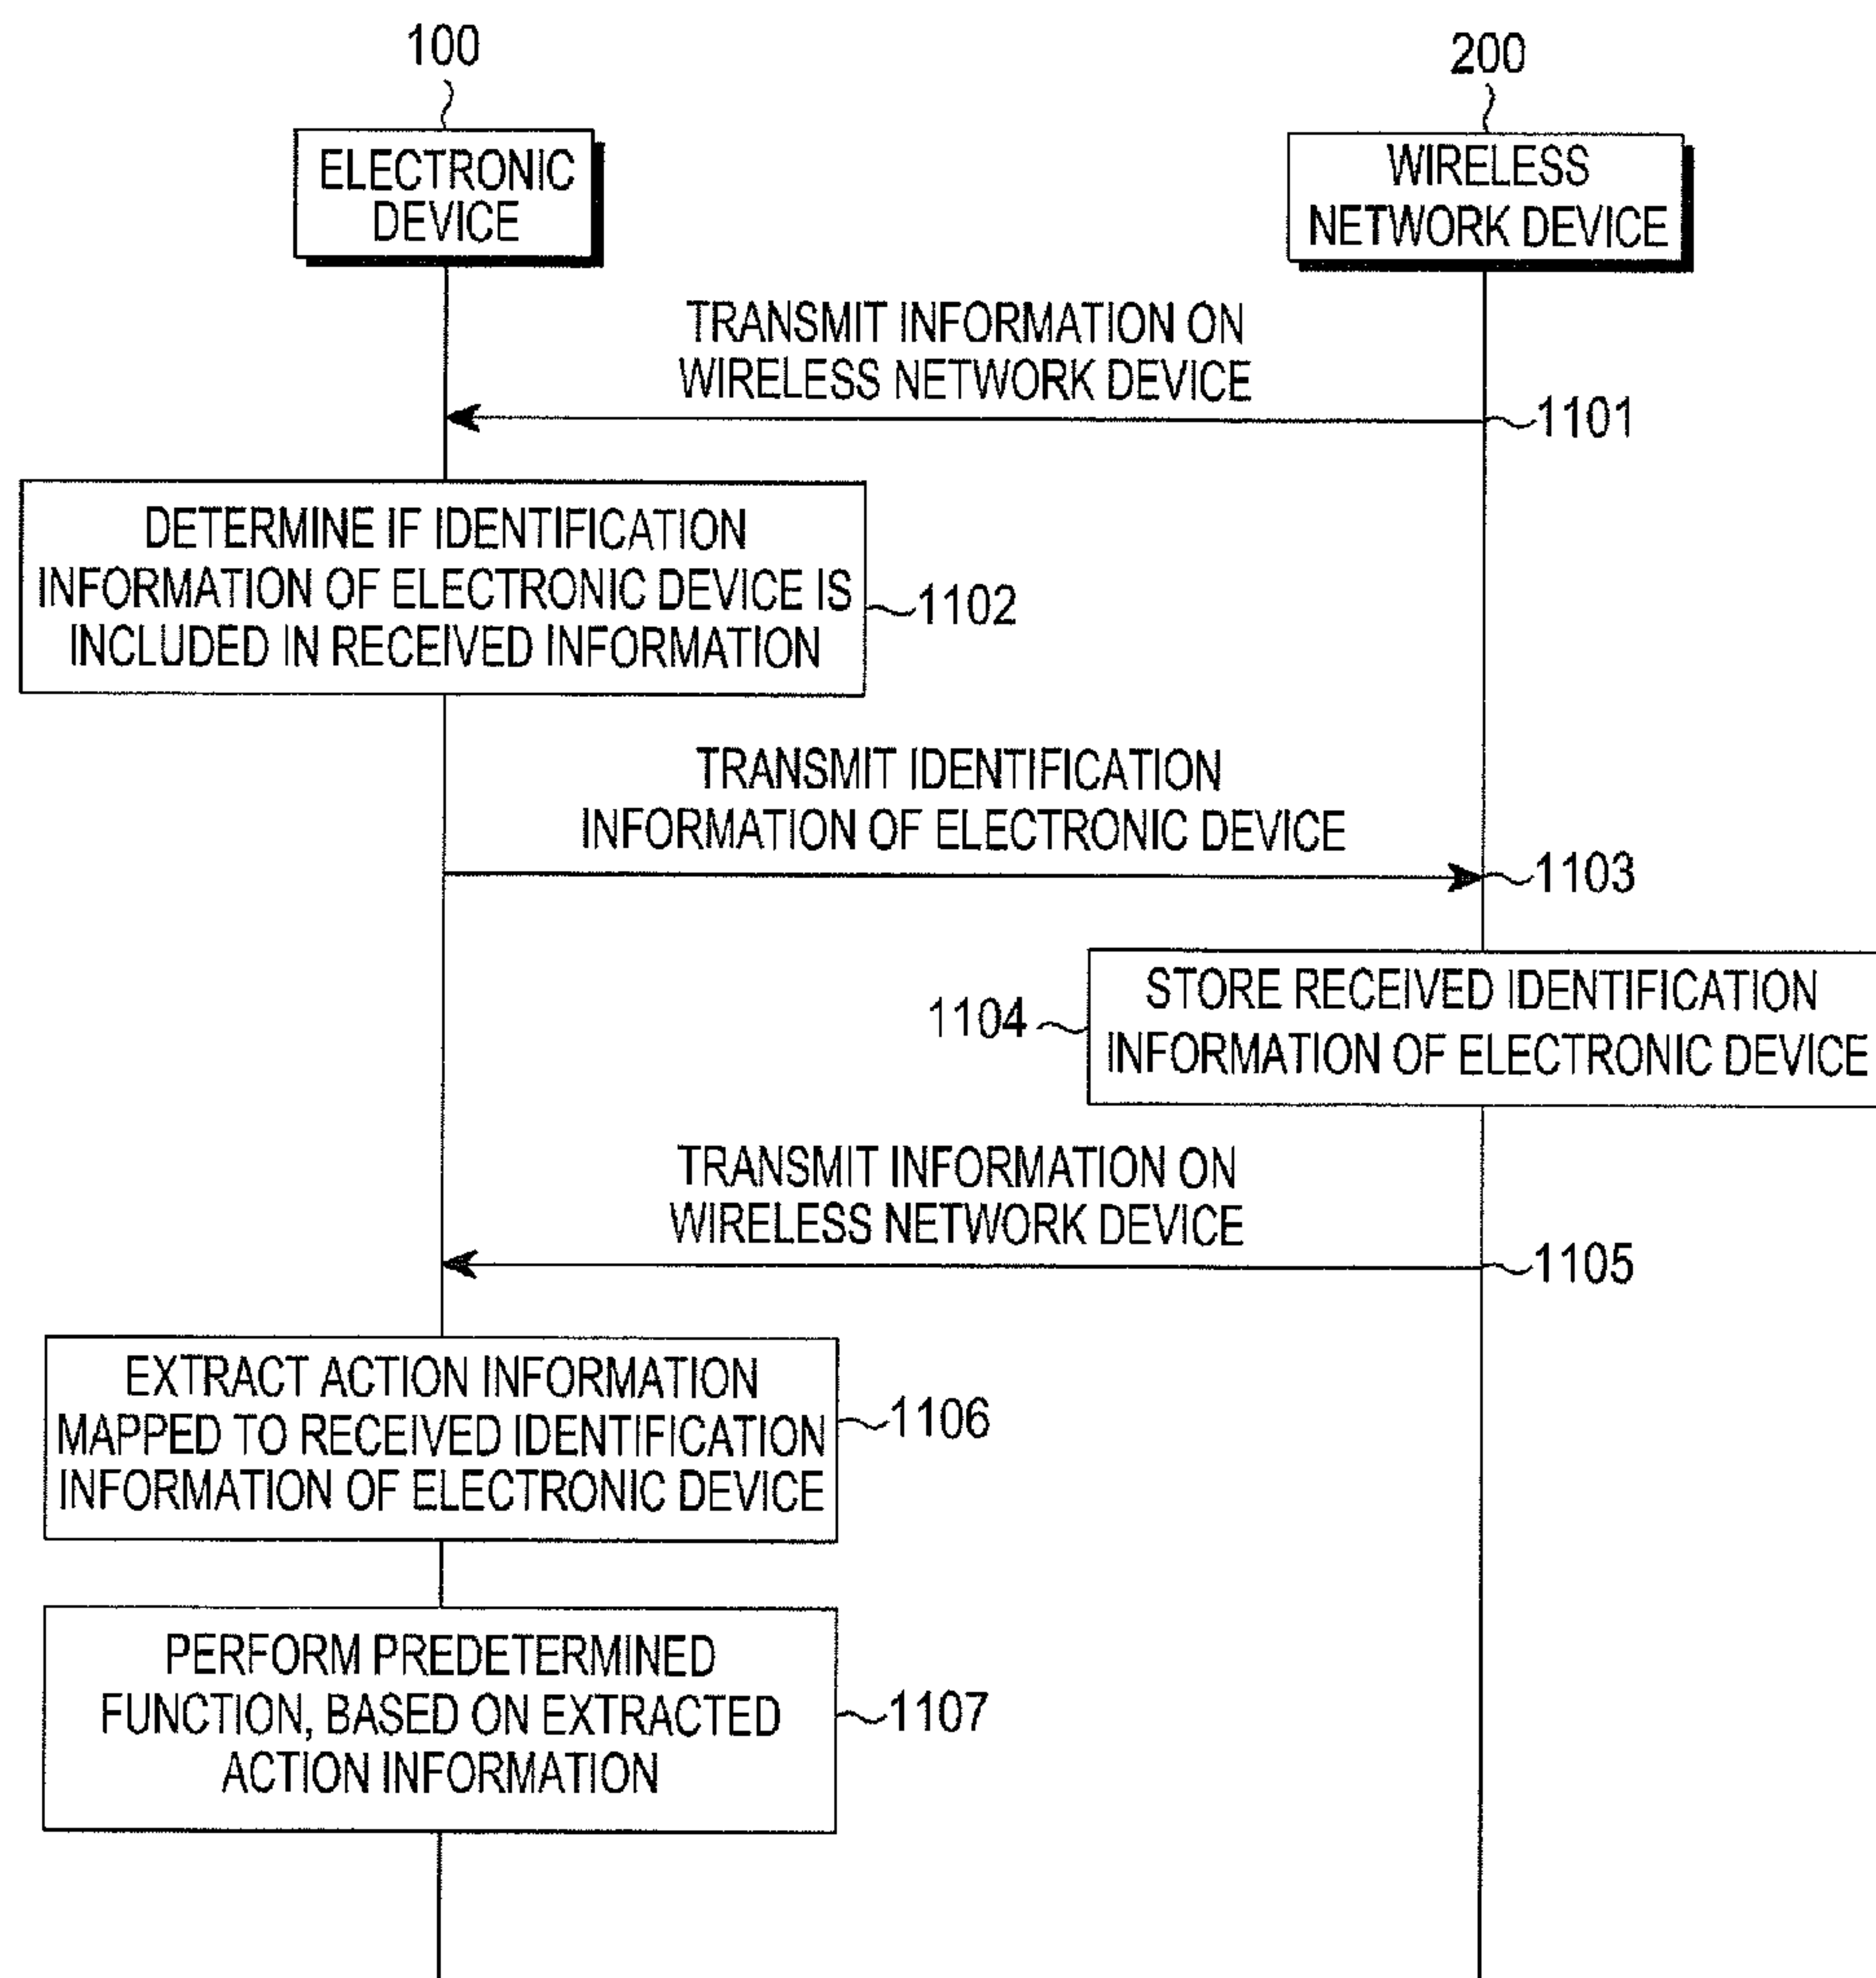 100
200
ELECTRONIC
DEVICE
WIRELESS
NETWORK DEVICE
TRANSMIT INFORMATION ON
WIRELESS NETWORK DEVICE
1101
DETERMINE IF IDENTIFICATION
INFORMATION OF ELECTRONIC DEVICE IS
INCLUDED IN RECEIVED INFORMATION
1102
TRANSMIT IDENTIFICATION
INFORMATION OF ELECTRONIC DEVICE
1103
STORE RECEIVED IDENTIFICATION
INFORMATION OF ELECTRONIC DEVICE
1104
TRANSMIT INFORMATION ON
WIRELESS NETWORK DEVICE
1105
EXTRACT ACTION INFORMATION
MAPPED TO RECEIVED IDENTIFICATION
INFORMATION OF ELECTRONIC DEVICE
1106
PERFORM PREDETERMINED
FUNCTION, BASED ON EXTRACTED
ACTION INFORMATION
1107